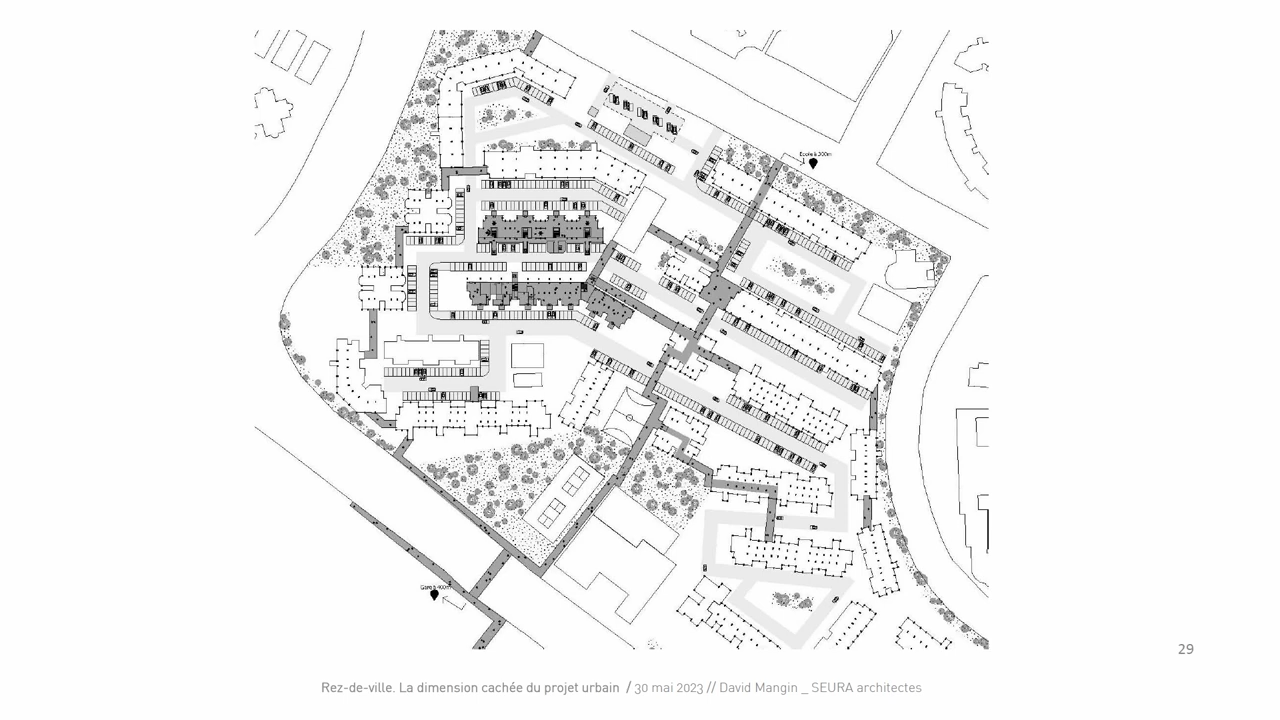 Ecole à 300m
Gare à 400m
29
Rez-de-ville. La dimension cachée du projet urbain / 30 mai 2023 // David Mangin _ SEURA architectes